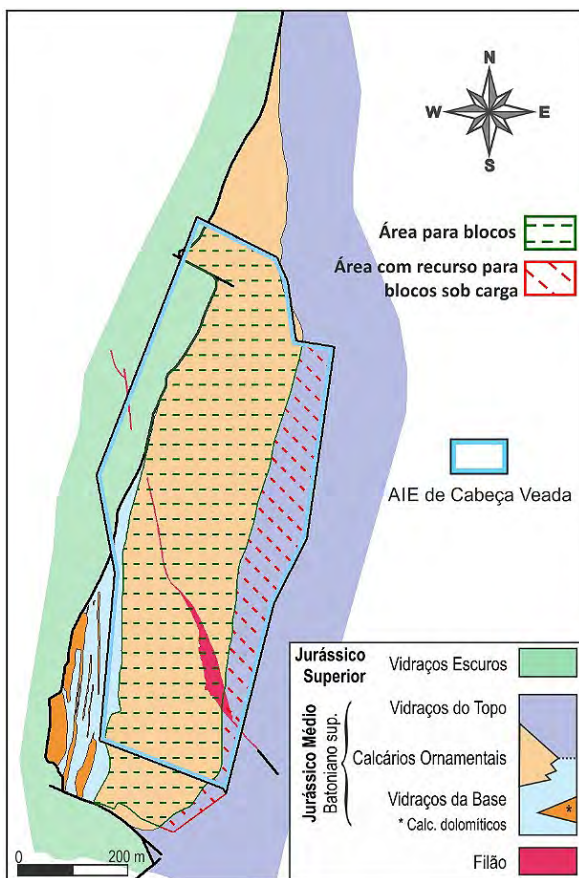 N
W E
S
Área para blocos
Área com recurso para
blocos sob carga
AIE de Cabeça Veada
Jurássico
Superior
Vidraços Escuros
Jurássico Médio
Batoniano sup.
Vidraços do Topo
Calcários Ornamentais
Vidraços da Base
* Calc. dolomíticos
*
Filão
0 200 m